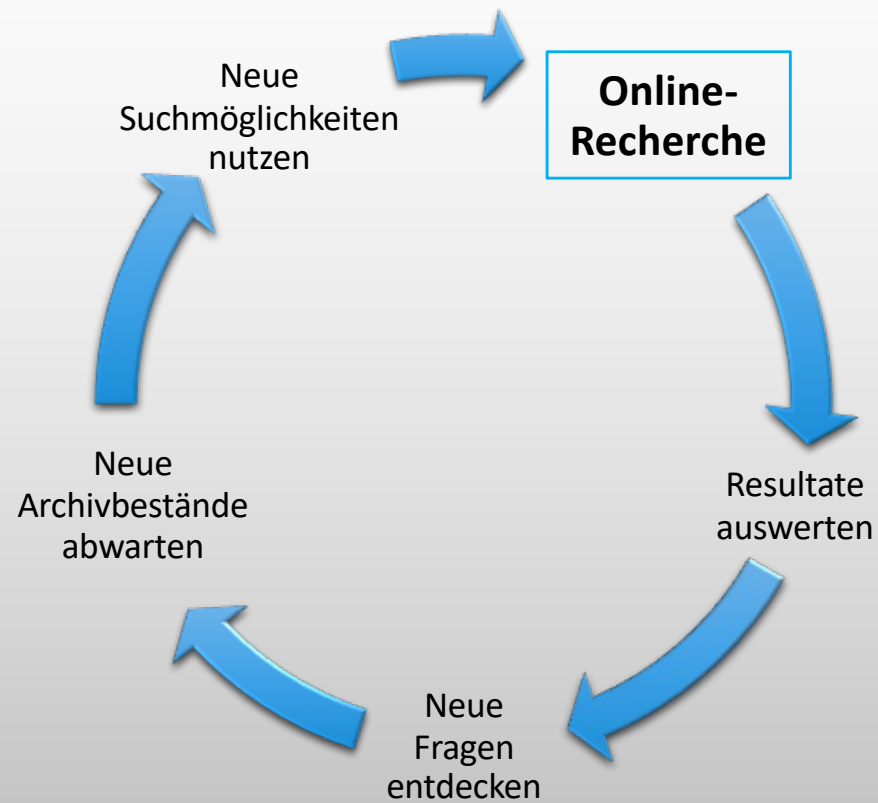 Online-
Recherche
Resultate
auswerten
Neue
Fragen
entdecken
Neue
Archivbestände
abwarten
Neue
Suchmöglichkeiten
nutzen